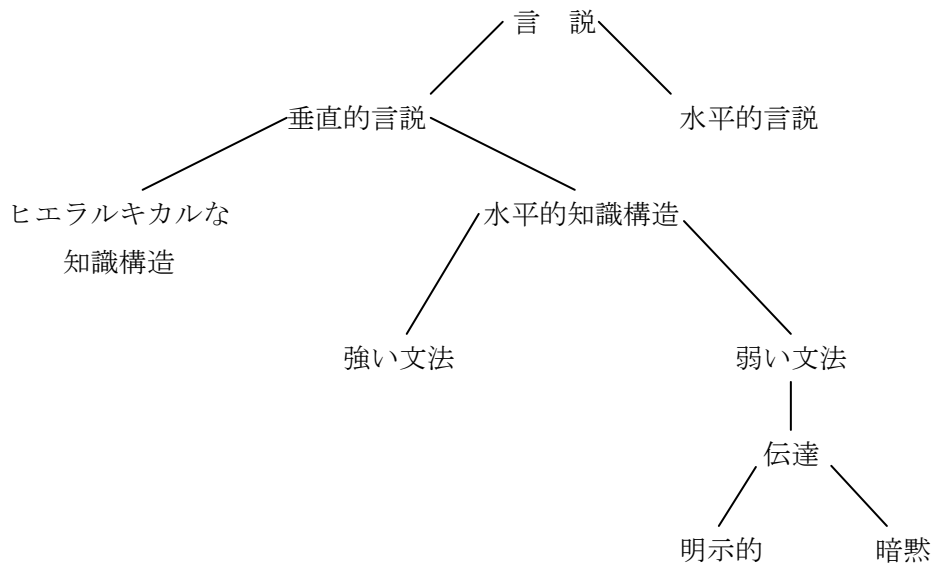 言　説
垂直的言説
水平的言説
ヒエラルキカルな
知識構造
水平的知識構造
強い文法
弱い文法
伝達
明示的
暗黙